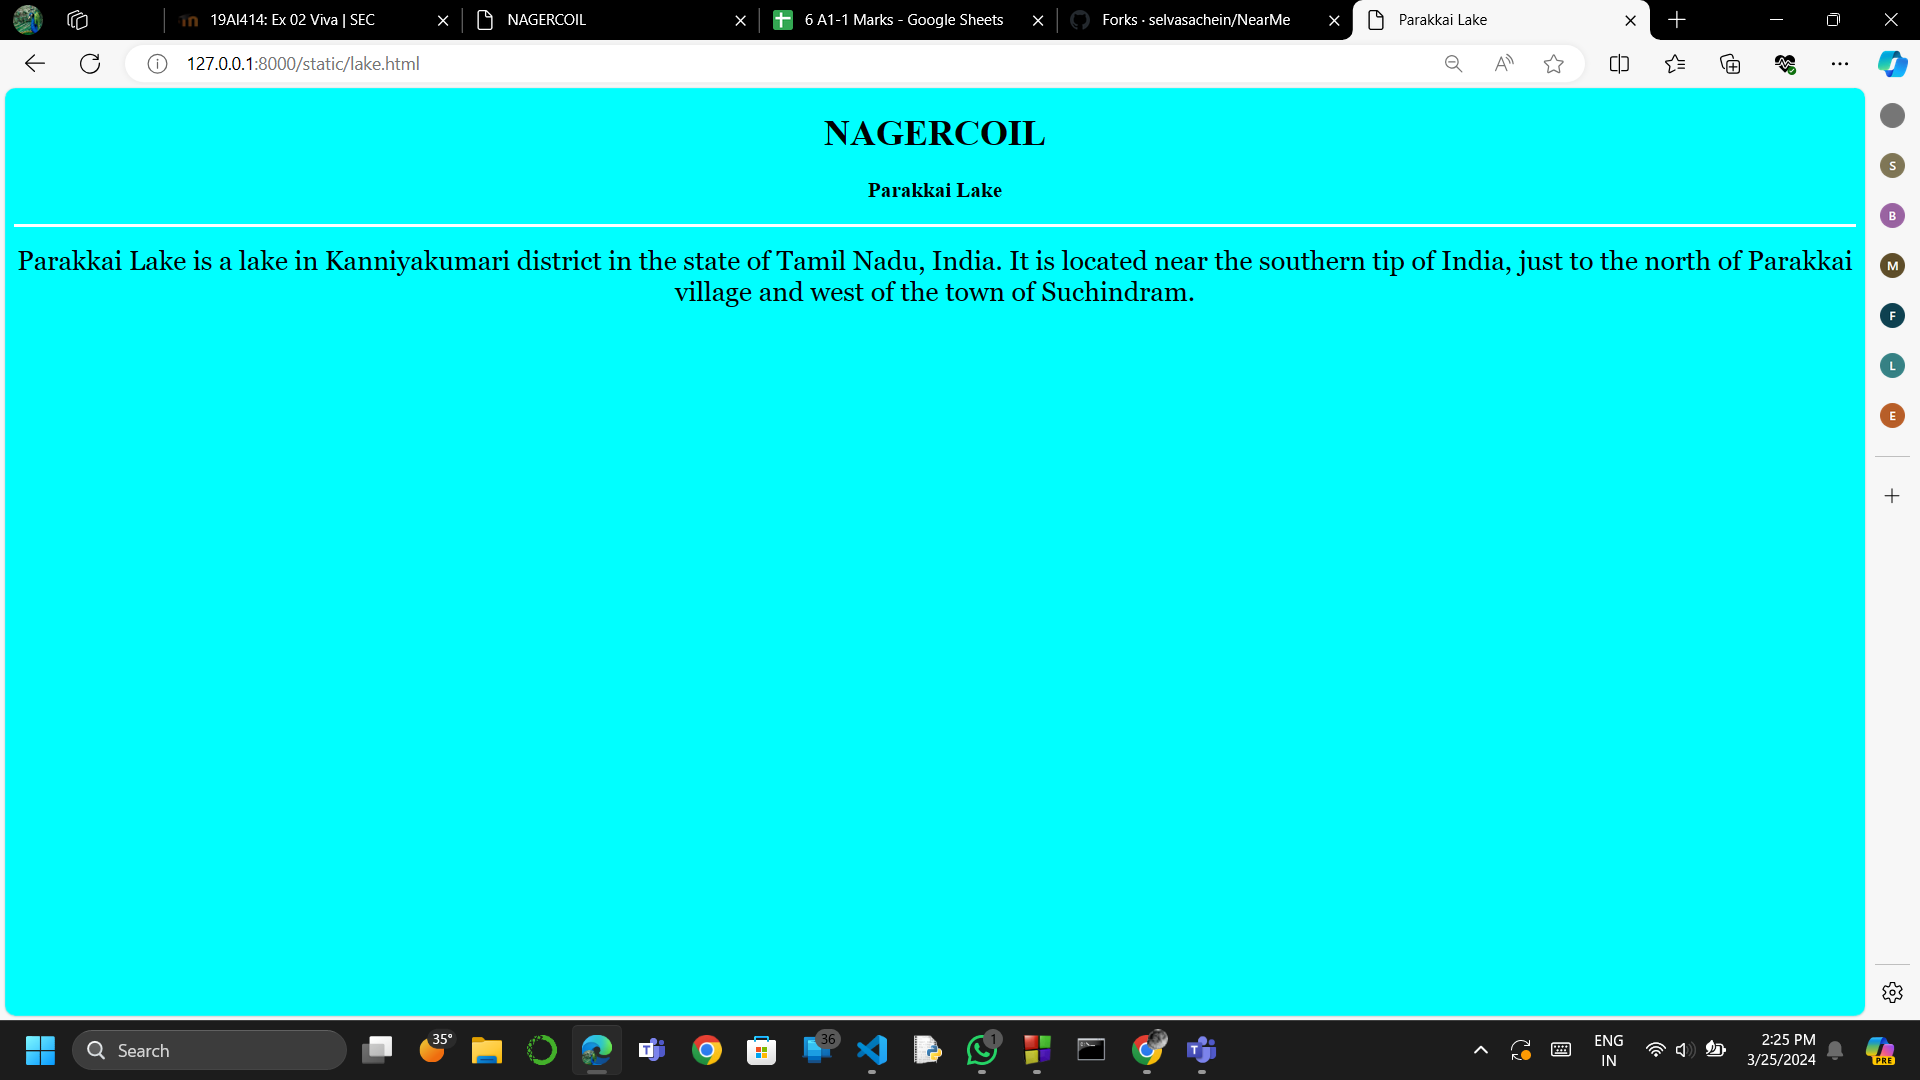 19AI414: Ex 02 Viva | SEC
NAGERCOIL
6 A1-1 Marks - Google Sheets
Forks · selvasachein/NearMe
Parakkai Lake
127.0.0.1:8000/static/lake.html
NAGERCOIL
Parakkai Lake
Parakkai Lake is a lake in Kanniyakumari district in the state of Tamil Nadu, India. It is located near the southern tip of India, just to the north of Parakkai
village and west of the town of Suchindram.
S
B
M
F
L
E
Search
35°
36
1
ENG
IN
2:25 PM
3/25/2024
PRE